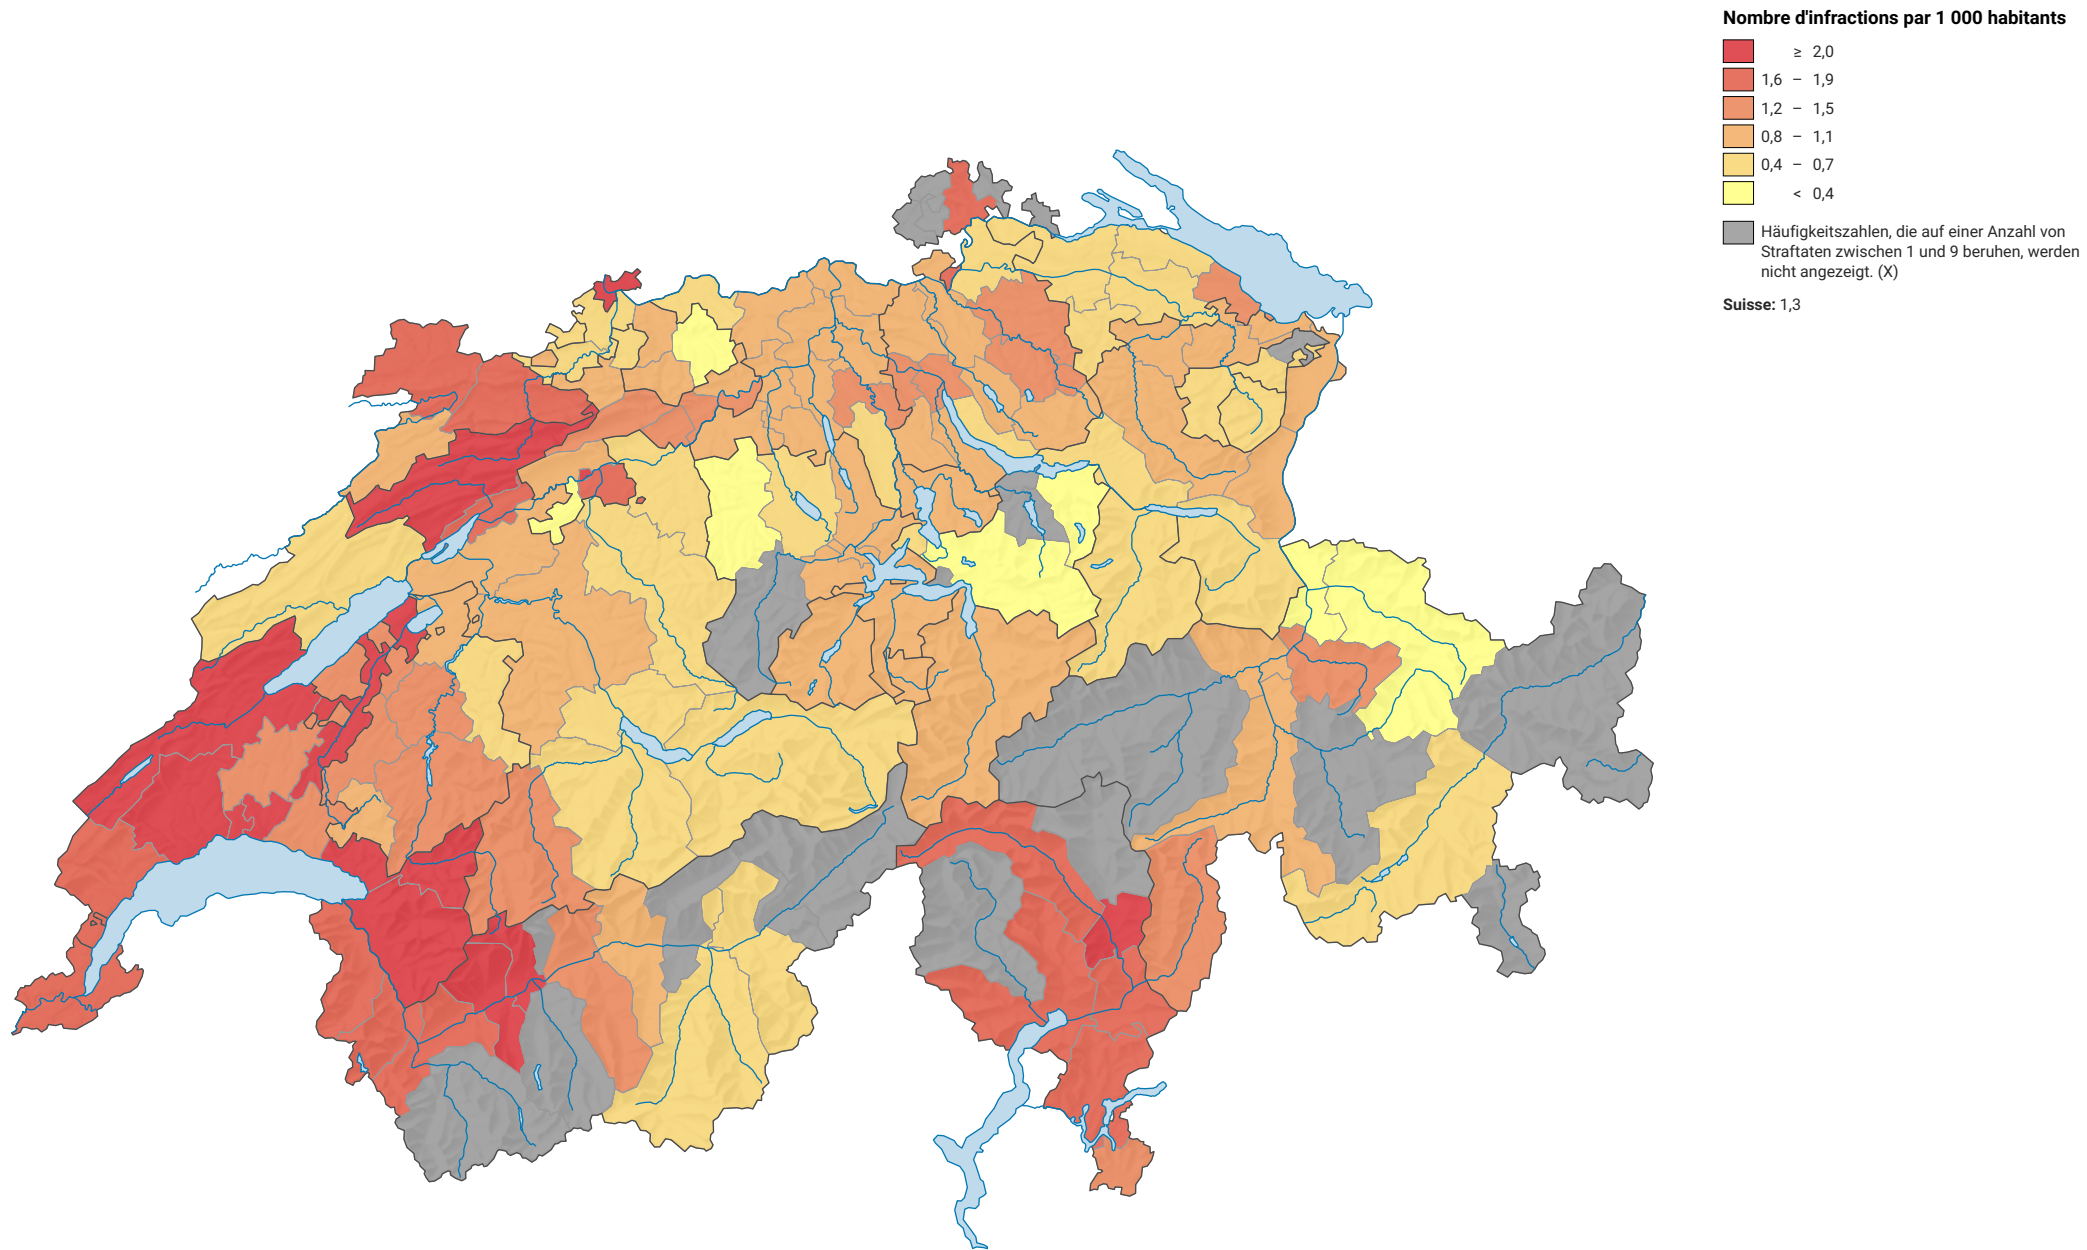 Nombre d'infractions par 1 000 habitants
≥ 2,0
1,6 – 1,9
1,2 – 1,5
0,8 – 1,1
0,4 – 0,7
< 0,4
Häufigkeitszahlen, die auf einer Anzahl von
Straftaten zwischen 1 und 9 beruhen, werden
nicht angezeigt. (X)
Suisse: 1,3